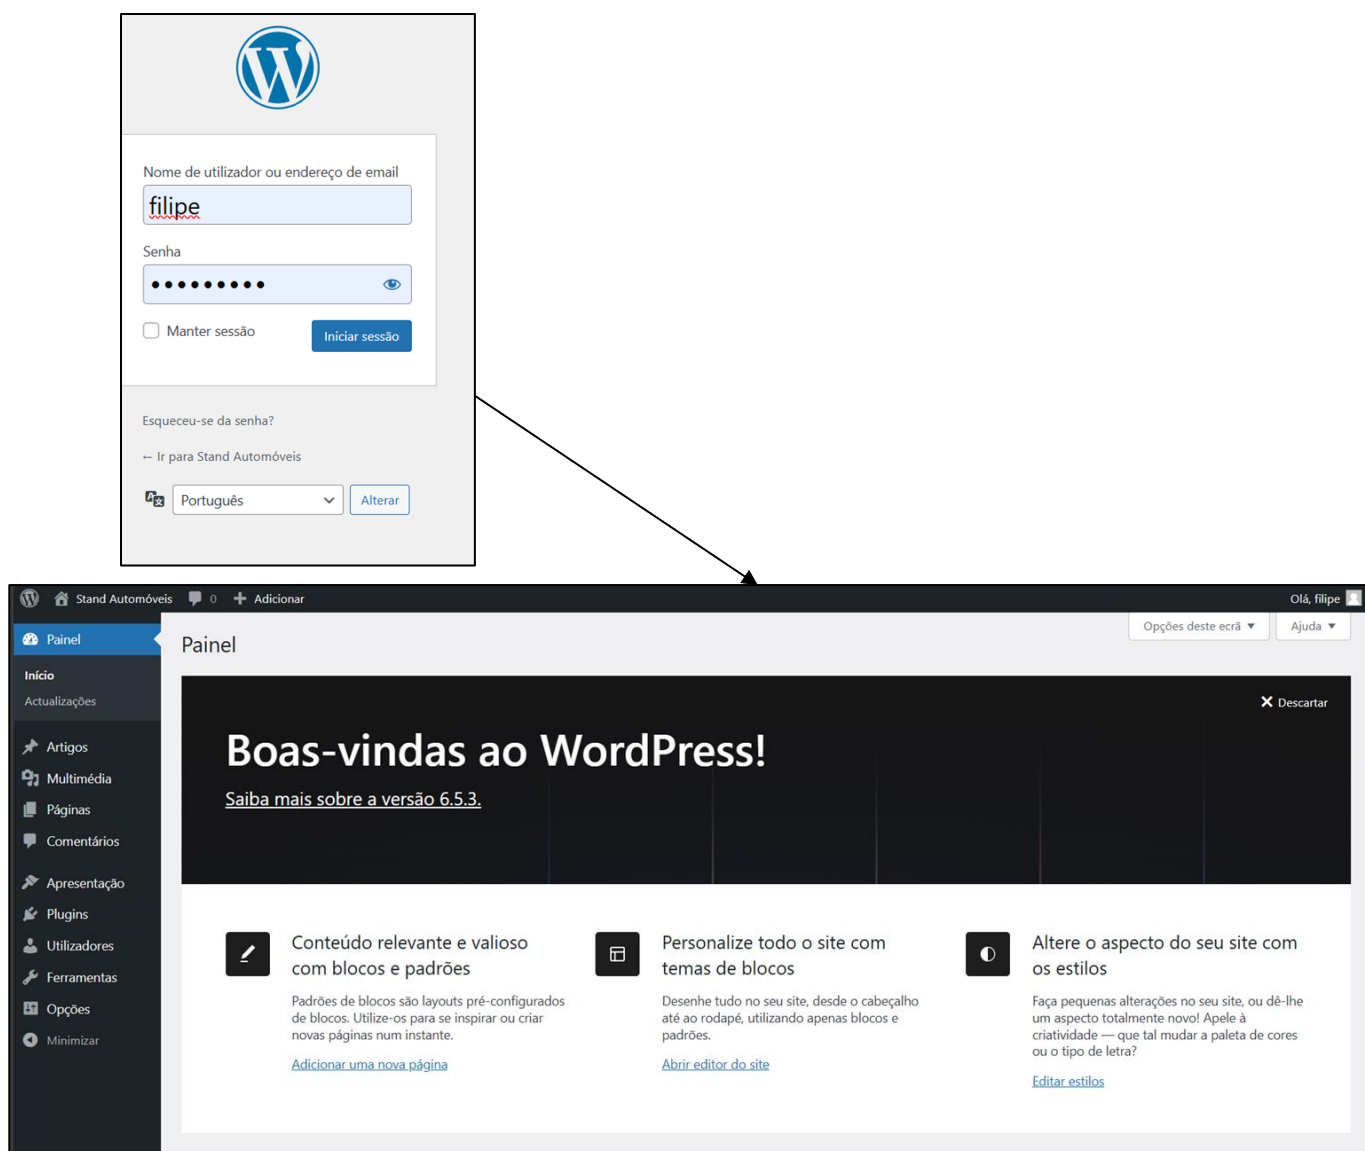 Nome de utilizador ou endereço de email
filipe
Senha
•••••••••
Manter sessão
Iniciar sessão
Esqueceu-se da senha?
← Ir para Stand Automóveis
Português
Alterar
Stand Automóveis
0
Adicionar
Olá, filipe
Painel
Início
Actualizações
Artigos
Multimédia
Páginas
Comentários
Apresentação
Plugins
Utilizadores
Ferramentas
Opções
Minimizar
Painel
Opções deste ecrã
Ajuda
Descartar
Boas-vindas ao WordPress!
Saiba mais sobre a versão 6.5.3.
Conteúdo relevante e valioso
com blocos e padrões
Padrões de blocos são layouts pré-configurados
de blocos. Utilize-os para se inspirar ou criar
novas páginas num instante.
Adicionar uma nova página
Personalize todo o site com
temas de blocos
Desenhe tudo no seu site, desde o cabeçalho
até ao rodapé, utilizando apenas blocos e
padrões.
Abrir editor do site
Altere o aspecto do seu site com
os estilos
Faça pequenas alterações no seu site, ou dê-lhe
um aspecto totalmente novo! Apele à
criatividade — que tal mudar a paleta de cores
ou o tipo de letra?
Editar estilos